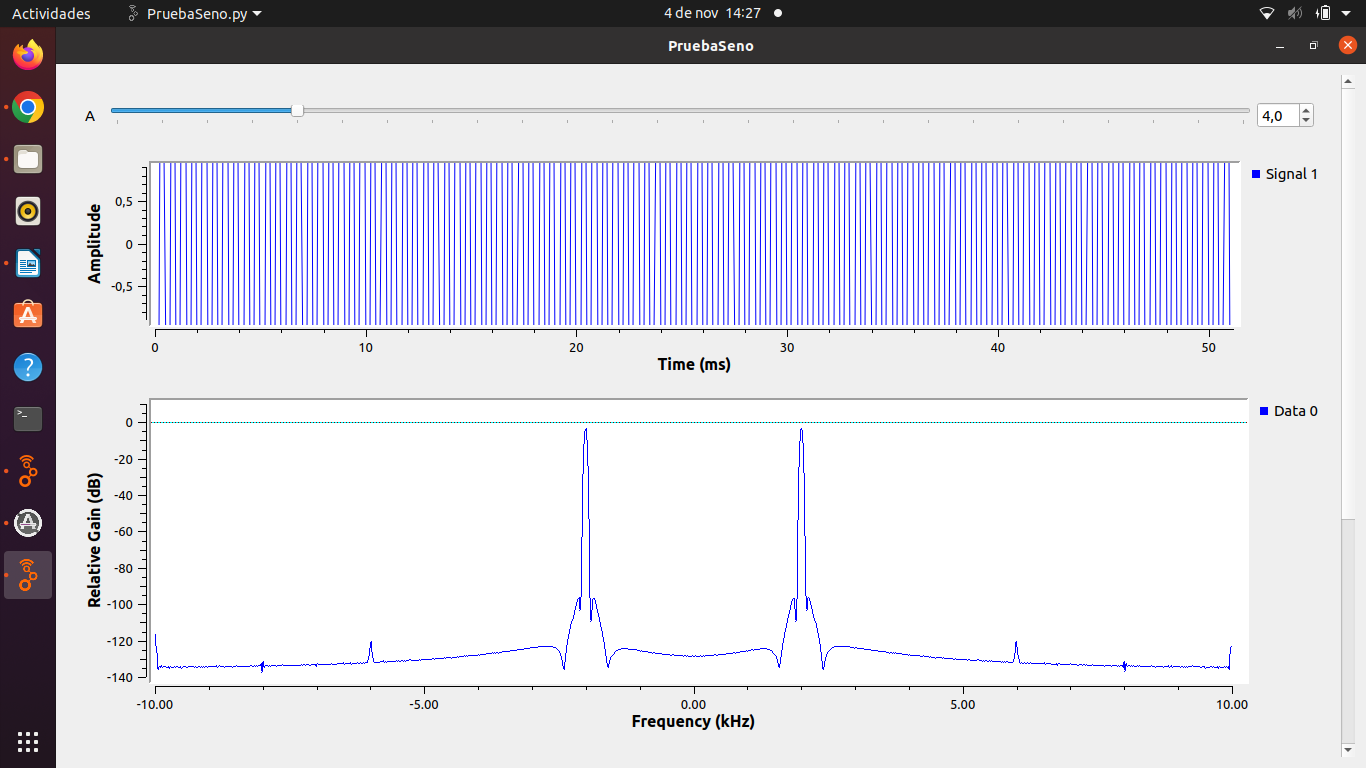 Actividades PruebaSeno.py 4 de nov 14:27
PruebaSeno
A 4,0
Signal 1
Amplitude
0,5
0
-0,5
0 10 20 30 40 50
Time (ms)
Data 0
Relative Gain (dB)
0
-20
-40
-60
-80
-100
-120
-140
-10.00 -5.00 0.00 5.00 10.00
Frequency (kHz)